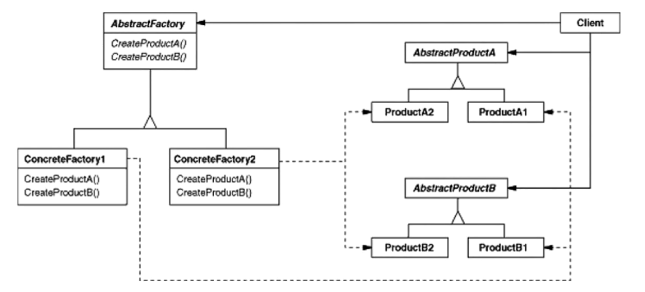 AbstractFactory
CreateProductA()
CreateProductB()
Client
AbstractProductA
ProductA2
ProductA1
ConcreteFactory1
CreateProductA()
CreateProductB()
ConcreteFactory2
CreateProductA()
CreateProductB()
AbstractProductB
ProductB2
ProductB1